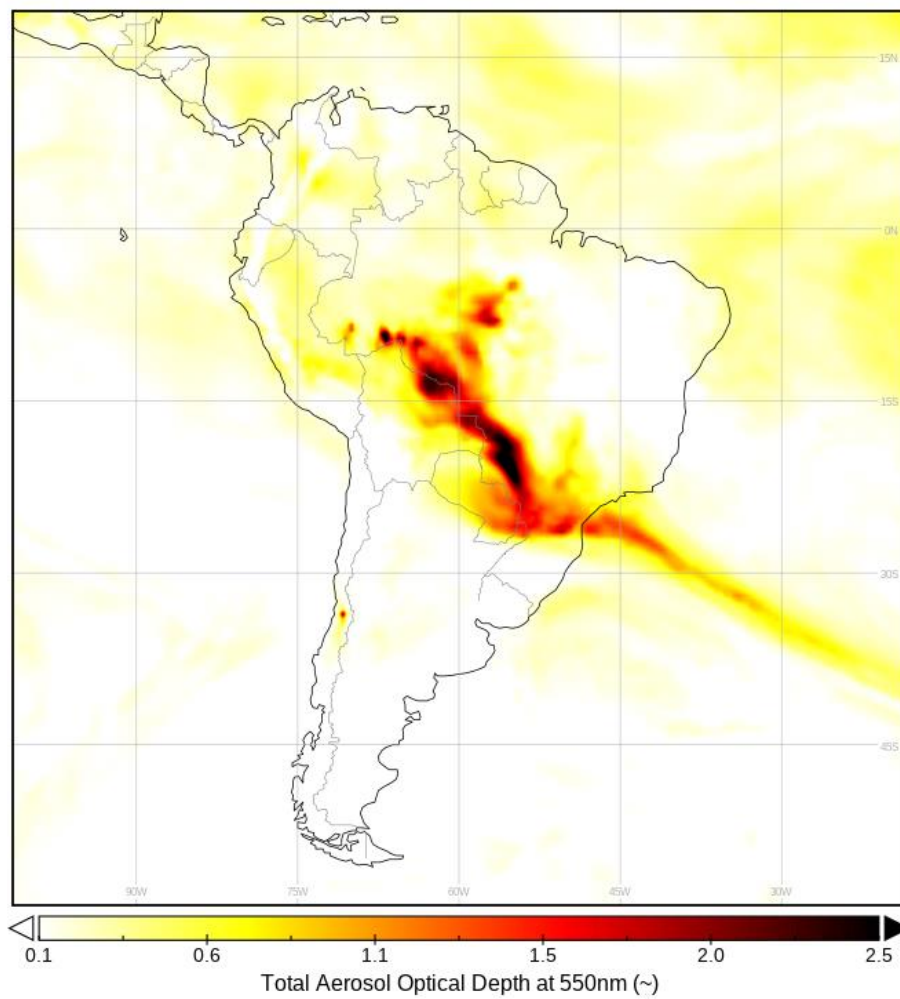 15N
0N
15S
30S
45S
90W 75W 60W 45W 30W
0.1 0.6 1.1 1.5 2.0 2.5
Total Aerosol Optical Depth at 550nm (~)